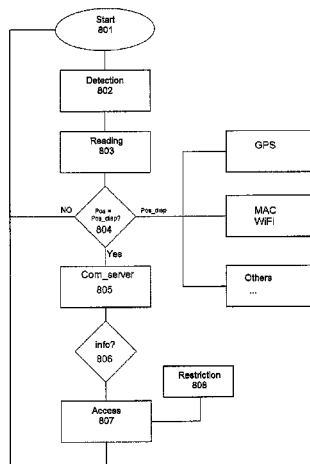 Start
801
Detection
802
Reading
803
GPS
NO
Pos =
Pos_disp?
804
Pos_disp
MAC
WiFi
Yes
Com_server
805
Others
...
info?
806
Restriction
808
Access
807